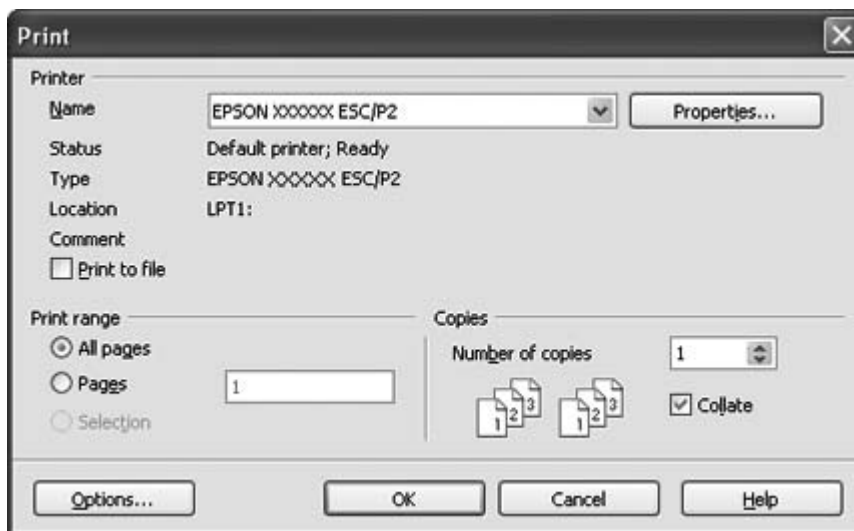 Print
Printer
Name EPSON XXXXXX ESC/P2 Properties...
Status Default printer; Ready
Type EPSON XXXXXX ESC/P2
Location LPT1:
Comment
Print to file
Print range
All pages
Pages 1
Selection
Copies
Number of copies 1
1 2 3 1 2 3
Collate
Options... OK Cancel Help